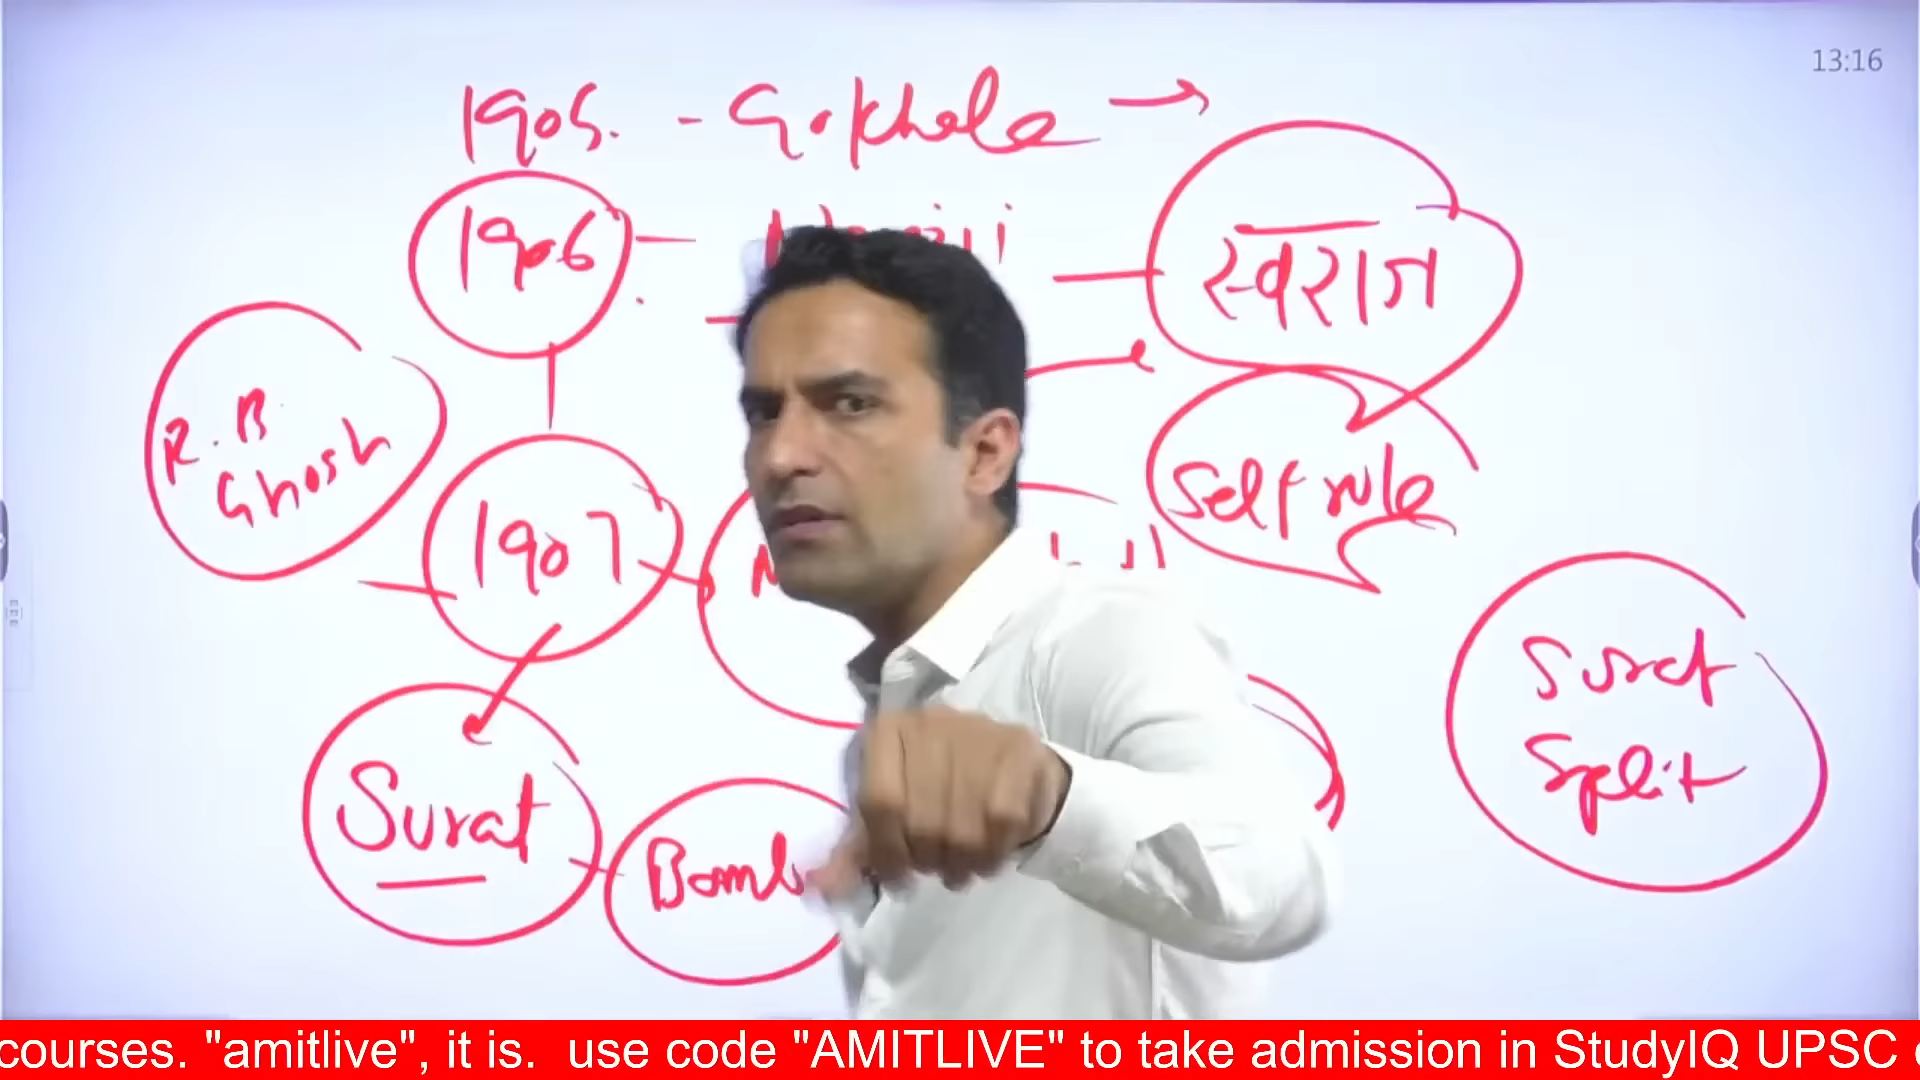 13:16
1905. - Gokhale →
1906 -
स्वराज
R.B
Ghosh
Self rule
1907
Surat
Split
Surat
courses. "amitlive", it is. use code "AMITLIVE" to take admission in StudyIQ UPSC